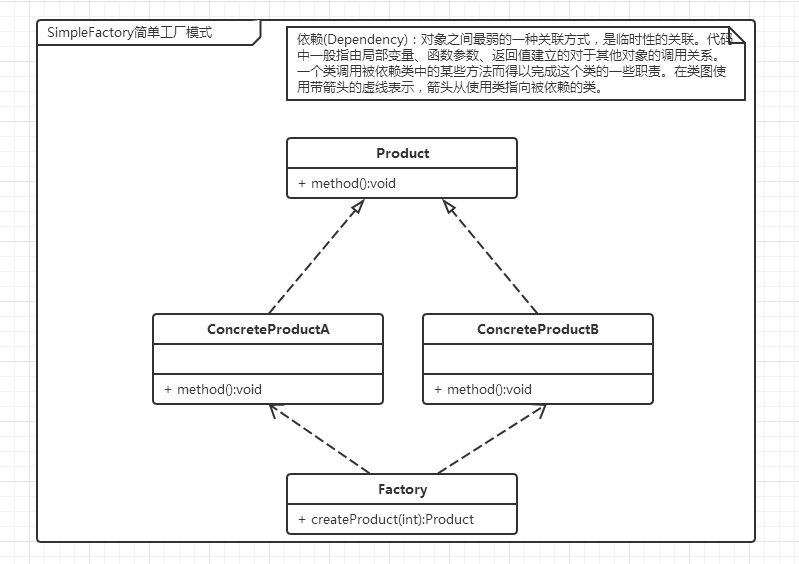 SimpleFactory简单工厂模式
依赖(Dependency)：对象之间最弱的一种关联方式，是临时性的关联。代码
中一般指由局部变量、函数参数、返回值建立的对于其他对象的调用关系。
一个类调用被依赖类中的某些方法而得以完成这个类的一些职责。在类图使
用带箭头的虚线表示，箭头从使用类指向被依赖的类。
Product
+ method():void
ConcreteProductA
+ method():void
ConcreteProductB
+ method():void
Factory
+ createProduct(int):Product